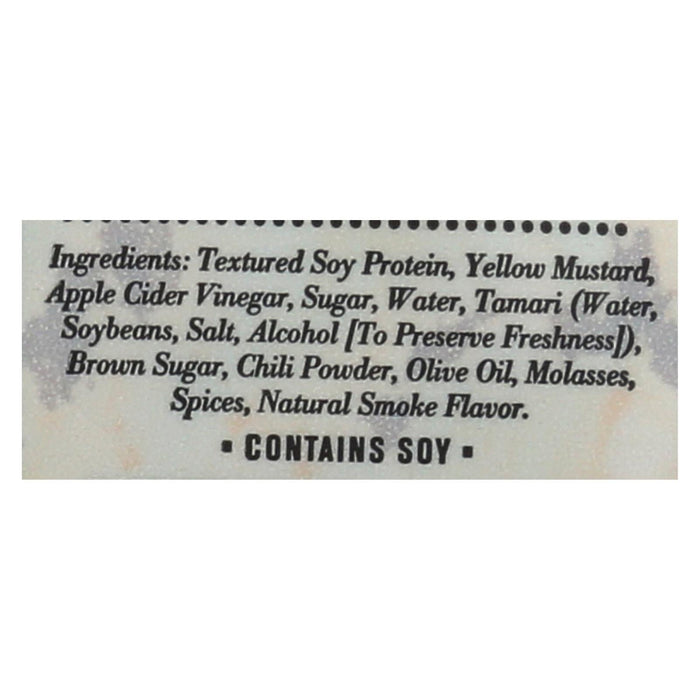 Ingredients: Textured Soy Protein, Yellow Mustard,
Apple Cider Vinegar, Sugar, Water, Tamari (Water,
Soybeans, Salt, Alcohol [To Preserve Freshness]),
Brown Sugar, Chili Powder, Olive Oil, Molasses,
Spices, Natural Smoke Flavor.
▪ CONTAINS SOY ▪